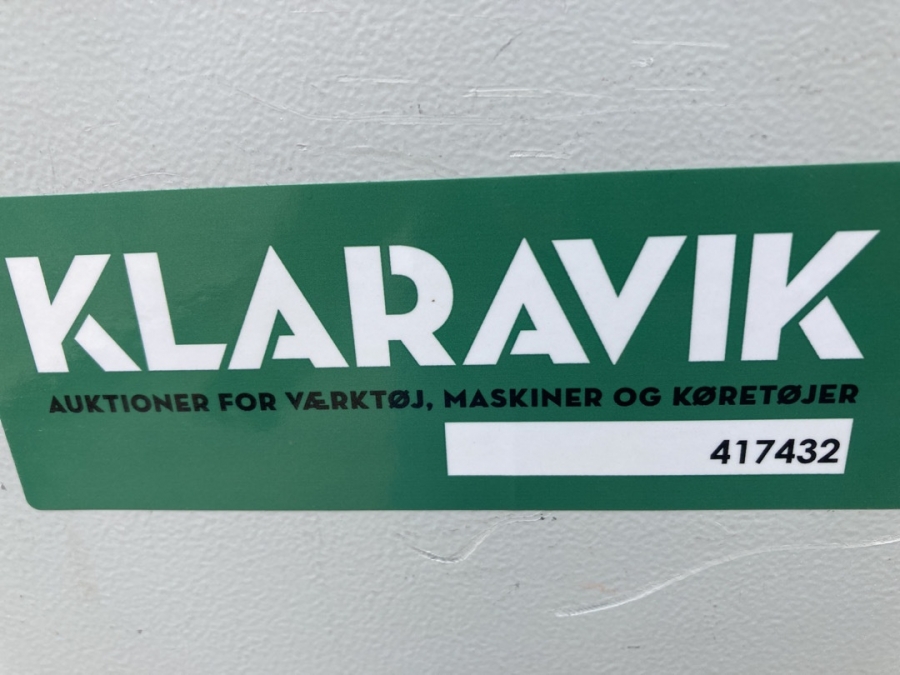 KLARAVIK
AUKTIONER FOR VÆRKTØJ, MASKINER OG KØRETØJER
417432